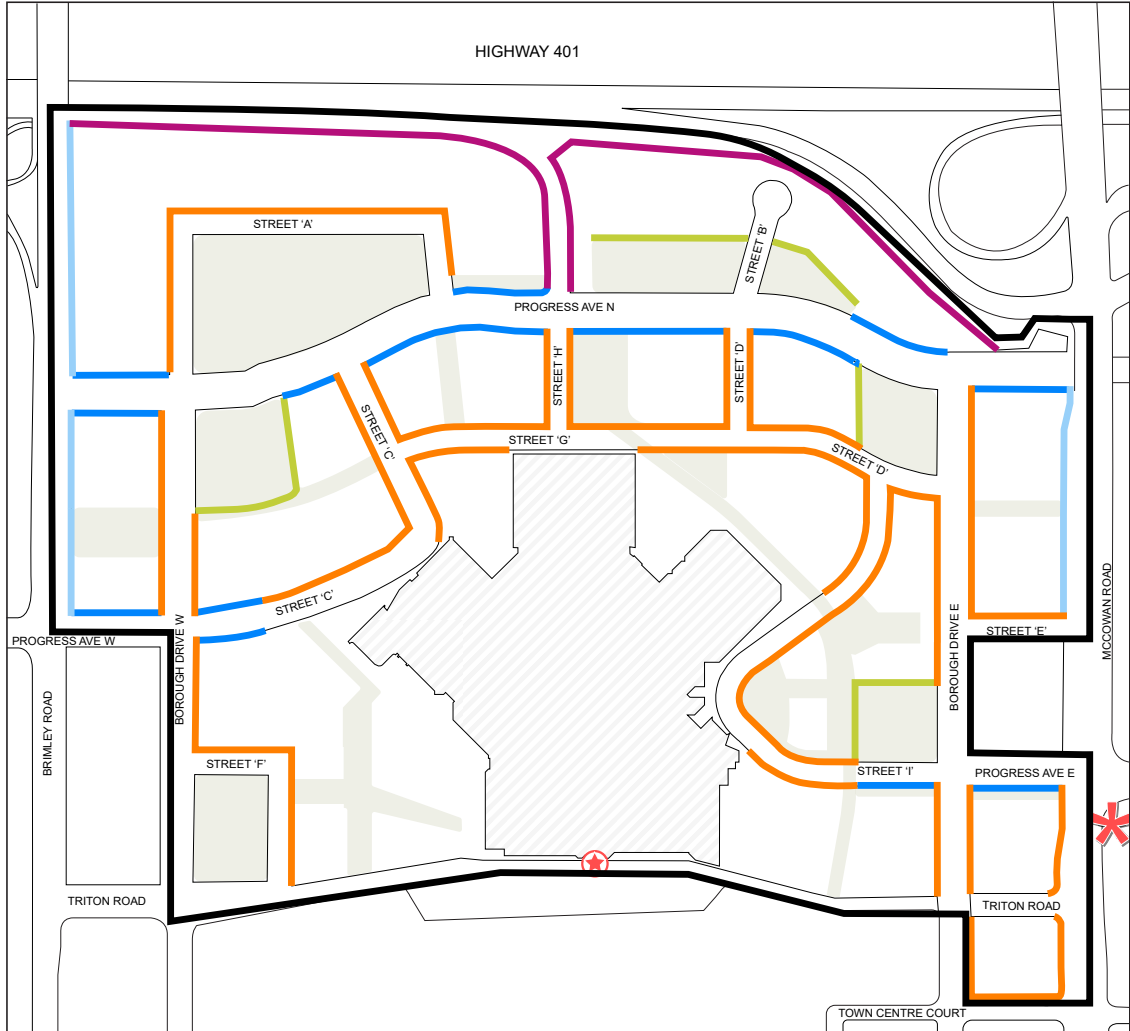 HIGHWAY 401
STREET 'A'
STREET 'B'
PROGRESS AVE N
STREET 'H'
STREET 'D'
STREET 'C'
STREET 'G'
STREET 'D'
STREET 'C'
STREET 'E'
PROGRESS AVE W
BOROUGH DRIVE W
BOROUGH DRIVE E
MCCOWAN ROAD
BRIMLEY ROAD
STREET 'F'
STREET 'I'
PROGRESS AVE E
TRITON ROAD
TRITON ROAD
TOWN CENTRE COURT